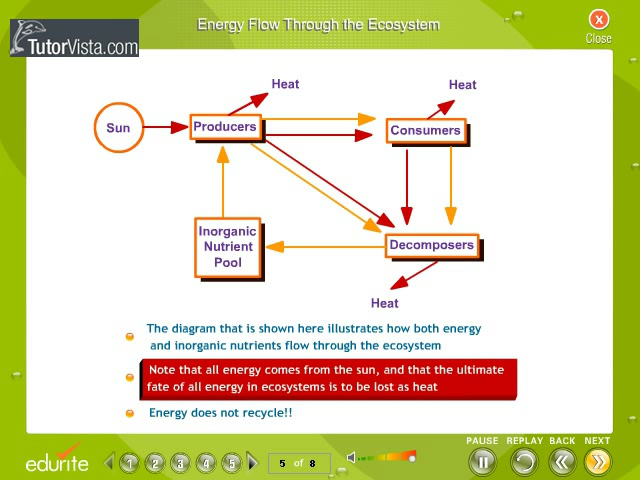 Energy Flow Through the Ecosystem
TutorVista.com
Close
Heat
Heat
Sun
Producers
Consumers
Inorganic
Nutrient
Pool
Decomposers
Heat
The diagram that is shown here illustrates how both energy
and inorganic nutrients flow through the ecosystem
Note that all energy comes from the sun, and that the ultimate
fate of all energy in ecosystems is to be lost as heat
Energy does not recycle!!
PAUSE REPLAY BACK NEXT
edurite
1 2 3 4 5
5 of 8